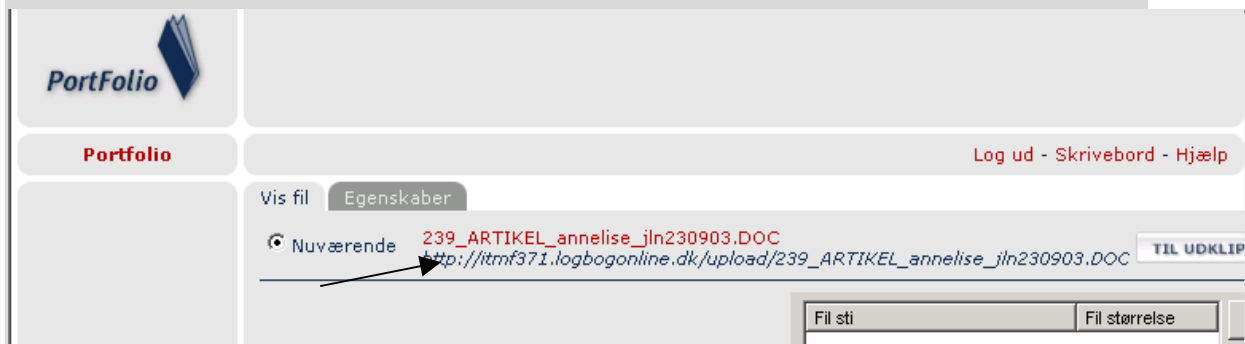 PortFolio
Portfolio
Log ud - Skrivebord - Hjælp
Vis fil
Egenskaber
Nuværende
239_ARTIKEL_annelise_jln230903.DOC
http://itmf371.logbogonline.dk/upload/239_ARTIKEL_annelise_jln230903.DOC
TIL UDKLIP
Fil sti
Fil størrelse